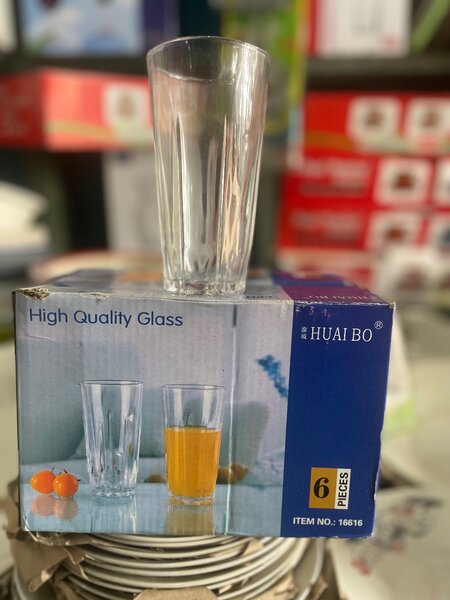 High Quality Glass
HUAI BO ®
6
PIECES
ITEM NO.: 16616